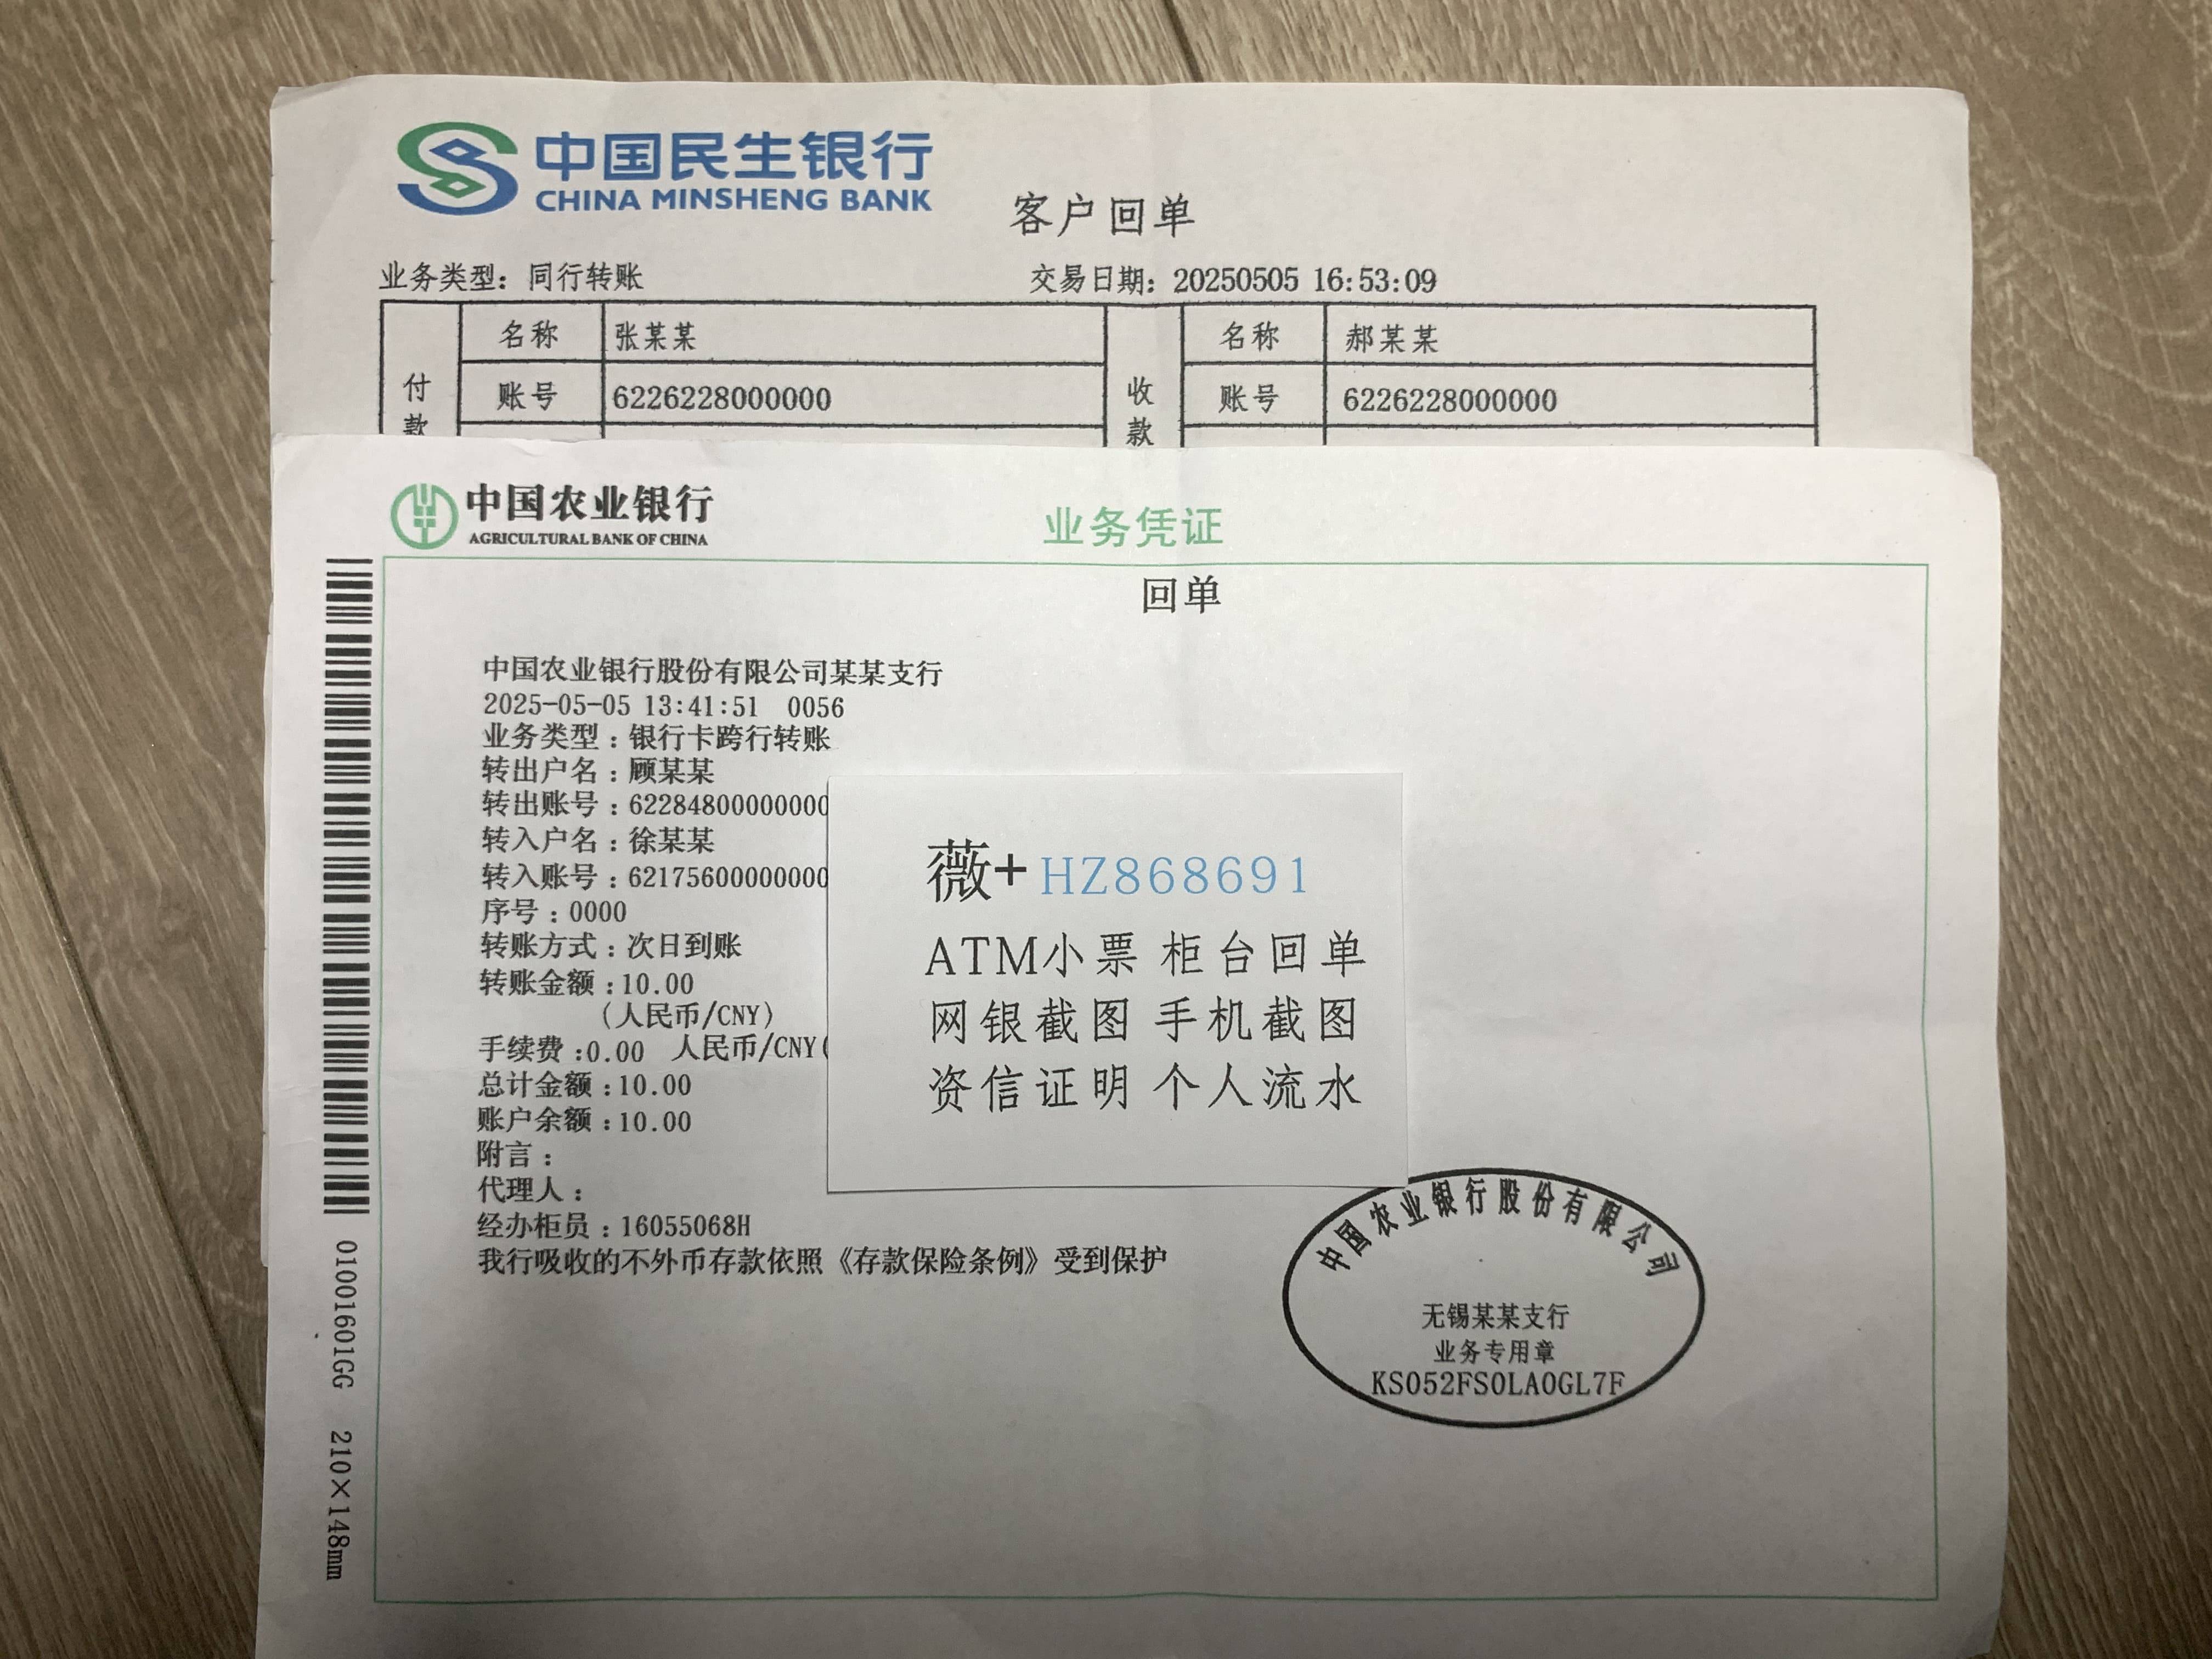 中国民生银行
CHINA MINSHENG BANK
客户回单
业务类型：同行转账
交易日期：20250505 16:53:09
付款
名称
张某某
账号
6226228000000
收款
名称
郝某某
账号
6226228000000
中国农业银行
AGRICULTURAL BANK OF CHINA
业务凭证
回单
中国农业银行股份有限公司某某支行
2025-05-05 13:41:51 0056
业务类型：银行卡跨行转账
转出户名：顾某某
转出账号：62284800000000
转入户名：徐某某
转入账号：62175600000000
序号：0000
转账方式：次日到账
转账金额：10.00
（人民币/CNY）
手续费：0.00 人民币/CNY(
总计金额：10.00
账户余额：10.00
附言：
代理人：
经办柜员：16055068H
我行吸收的不外币存款依照《存款保险条例》受到保护
薇+HZ868691
ATM小票 柜台回单
网银截图 手机截图
资信证明 个人流水
中国农业银行股份有限公司
无锡某某支行
业务专用章
KS052FS0LA0GL7F
01001601GG 210×148mm